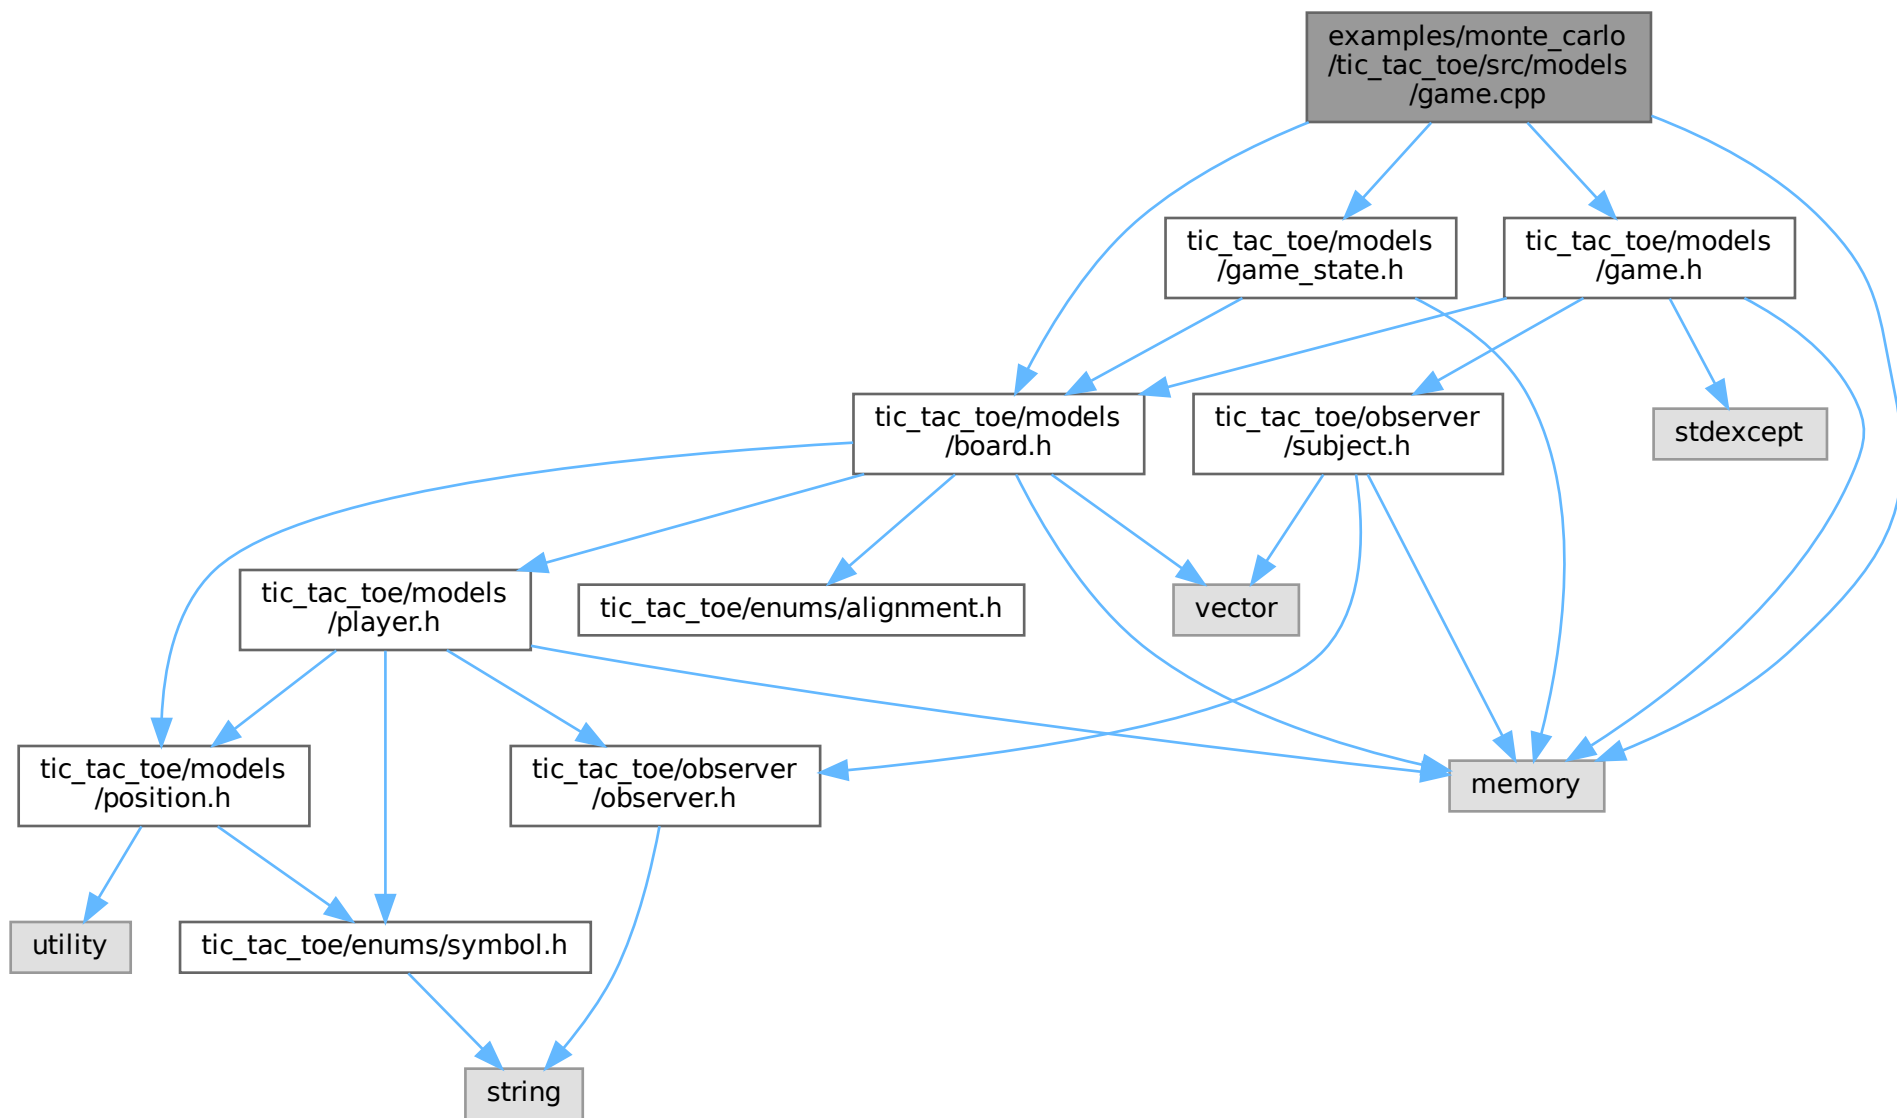 examples/monte_carlo
/tic_tac_toe/src/models
/game.cpp
tic_tac_toe/models
/game_state.h
tic_tac_toe/models
/game.h
tic_tac_toe/models
/board.h
tic_tac_toe/observer
/subject.h
stdexcept
tic_tac_toe/models
/player.h
tic_tac_toe/enums/alignment.h
vector
tic_tac_toe/models
/position.h
tic_tac_toe/observer
/observer.h
memory
utility
tic_tac_toe/enums/symbol.h
string